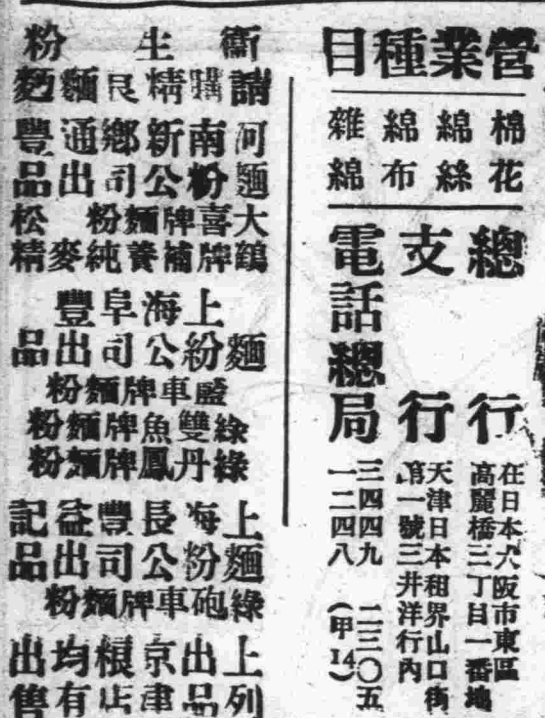 營業種目
棉花
綿絲
綿布
雜綿
總行
在日本大阪市東區
高麗橋三丁目一番地
支行
天津日本租界山口街
第一號三井洋行內
電話總局
三四四九 二三〇五
一二四八 (甲14)
衞生粉
請購精良麵麪
河南新鄉通豐
麵粉公司出品
大喜牌麵粉 松
鶴牌補養純麥精
上海阜豐
麵粉公司出品
藍車牌麵粉
綠雙魚牌麵粉
綠丹鳳牌麵粉
上海長豐益記
麵粉公司出品
綠砲車牌麵粉
上列
出品
京津
根店
均有
出售